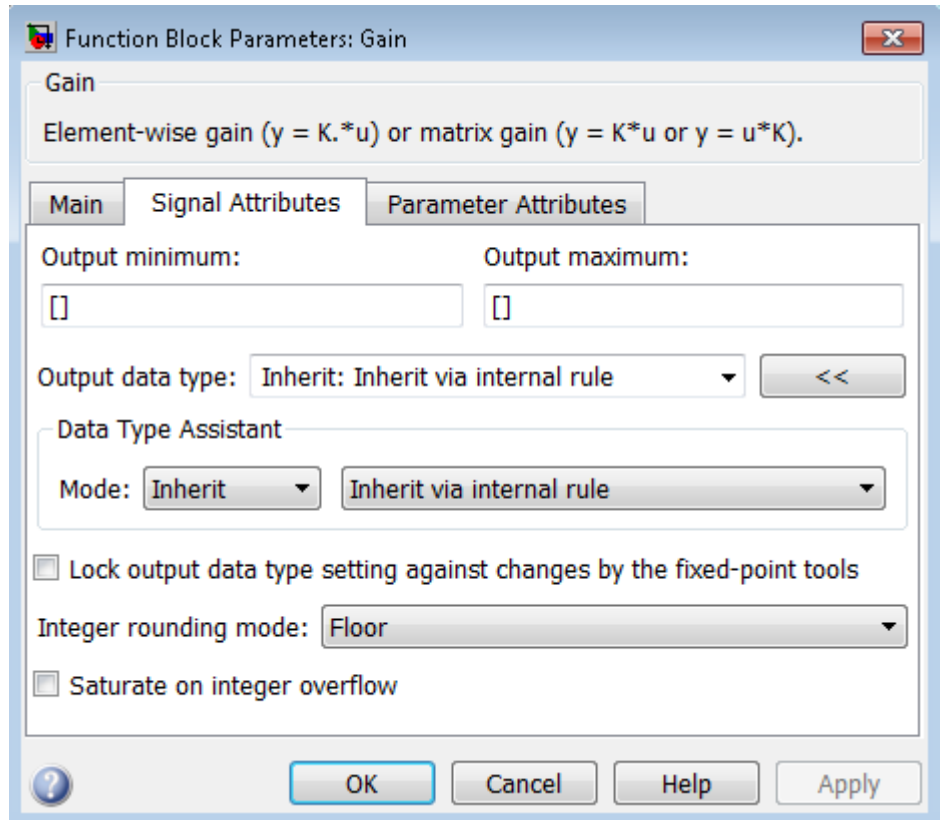 Function Block Parameters: Gain
Gain
Element-wise gain (y = K.*u) or matrix gain (y = K*u or y = u*K).
Main Signal Attributes Parameter Attributes
Output minimum: Output maximum:
[] []
Output data type: Inherit: Inherit via internal rule <<
Data Type Assistant
Mode: Inherit Inherit via internal rule
Lock output data type setting against changes by the fixed-point tools
Integer rounding mode: Floor
Saturate on integer overflow
? OK Cancel Help Apply